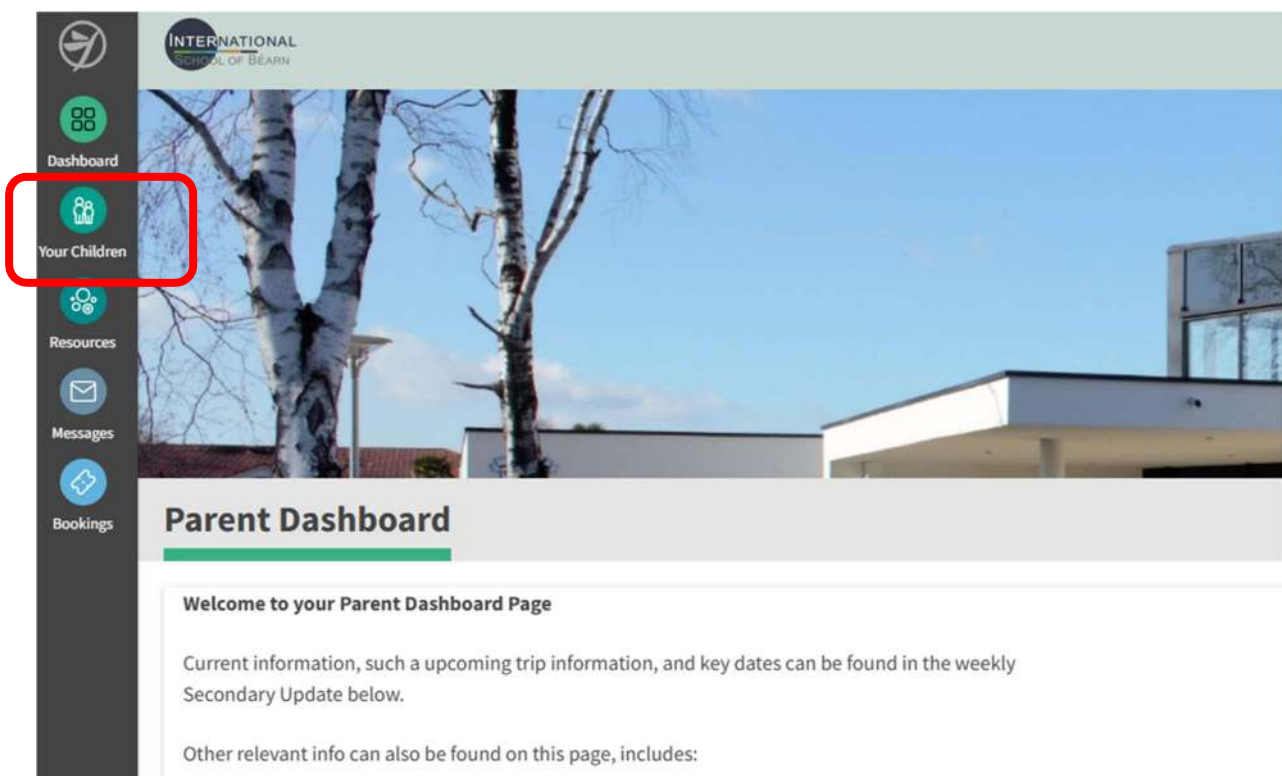 INTERNATIONAL
SCHOOL OF BÉARN
Dashboard
Your Children
Resources
Messages
Bookings
Parent Dashboard
Welcome to your Parent Dashboard Page
Current information, such a upcoming trip information, and key dates can be found in the weekly
Secondary Update below.
Other relevant info can also be found on this page, includes: